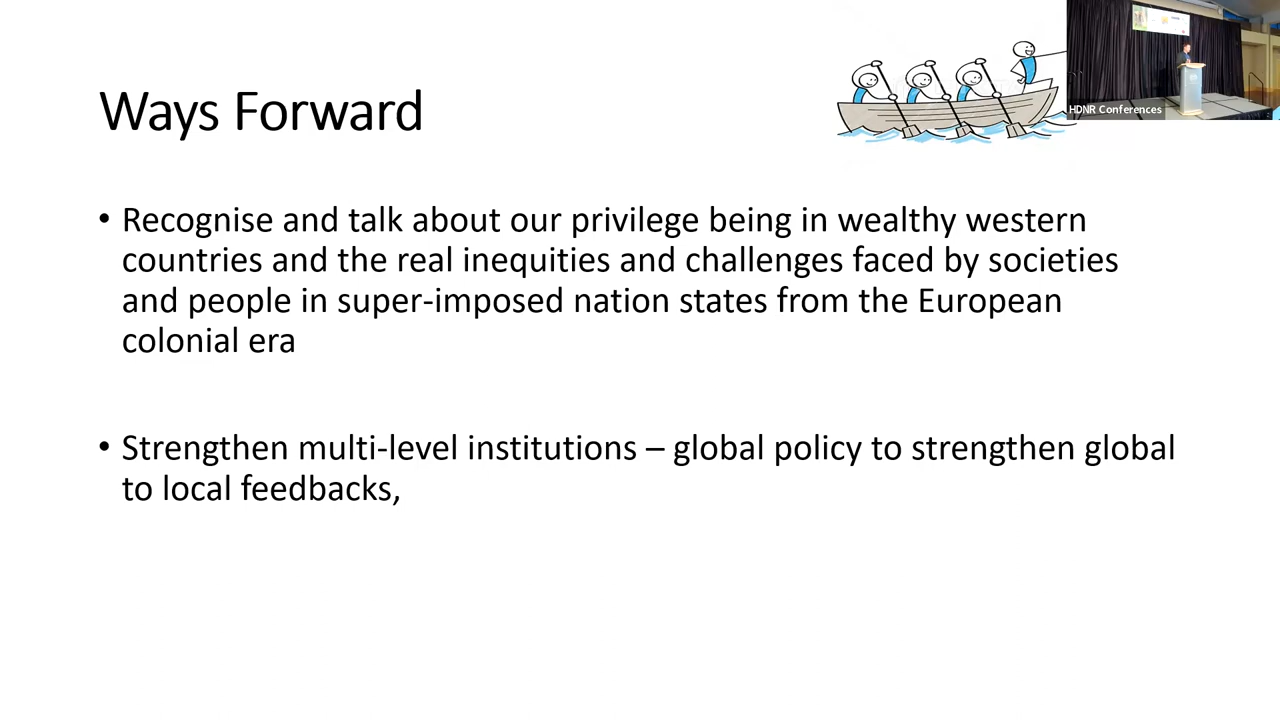 HDNR Conferences
Ways Forward
• Recognise and talk about our privilege being in wealthy western
countries and the real inequities and challenges faced by societies
and people in super-imposed nation states from the European
colonial era
• Strengthen multi-level institutions – global policy to strengthen global
to local feedbacks,